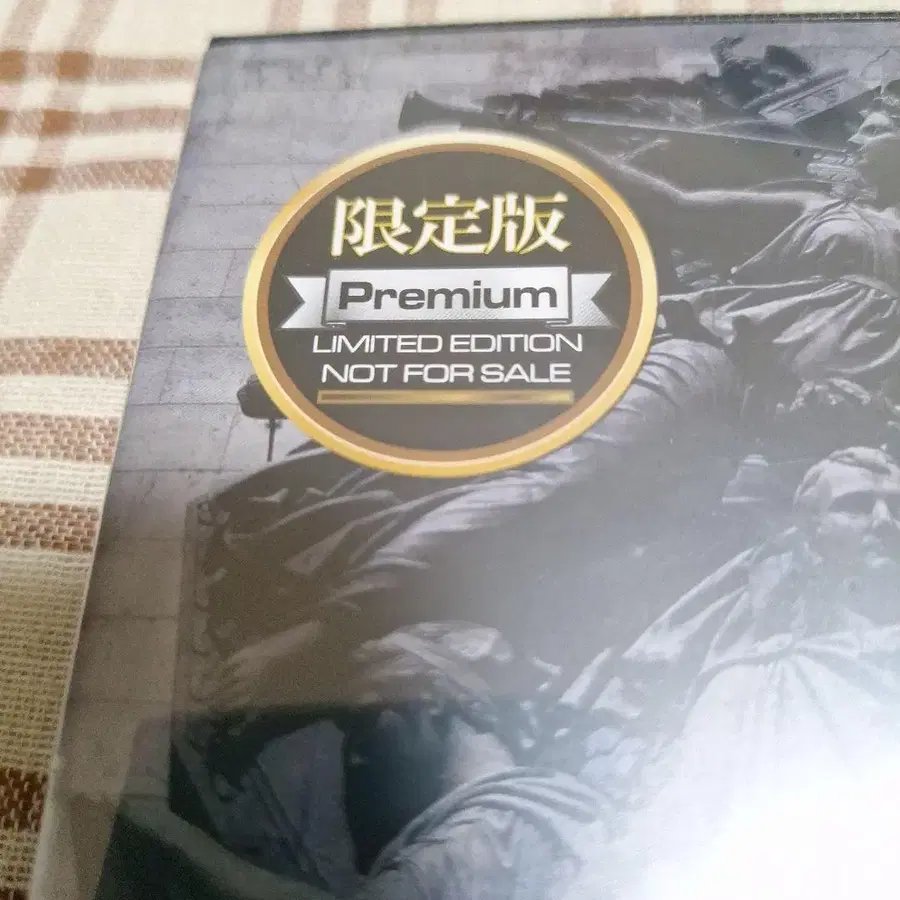 限定版
Premium
LIMITED EDITION
NOT FOR SALE